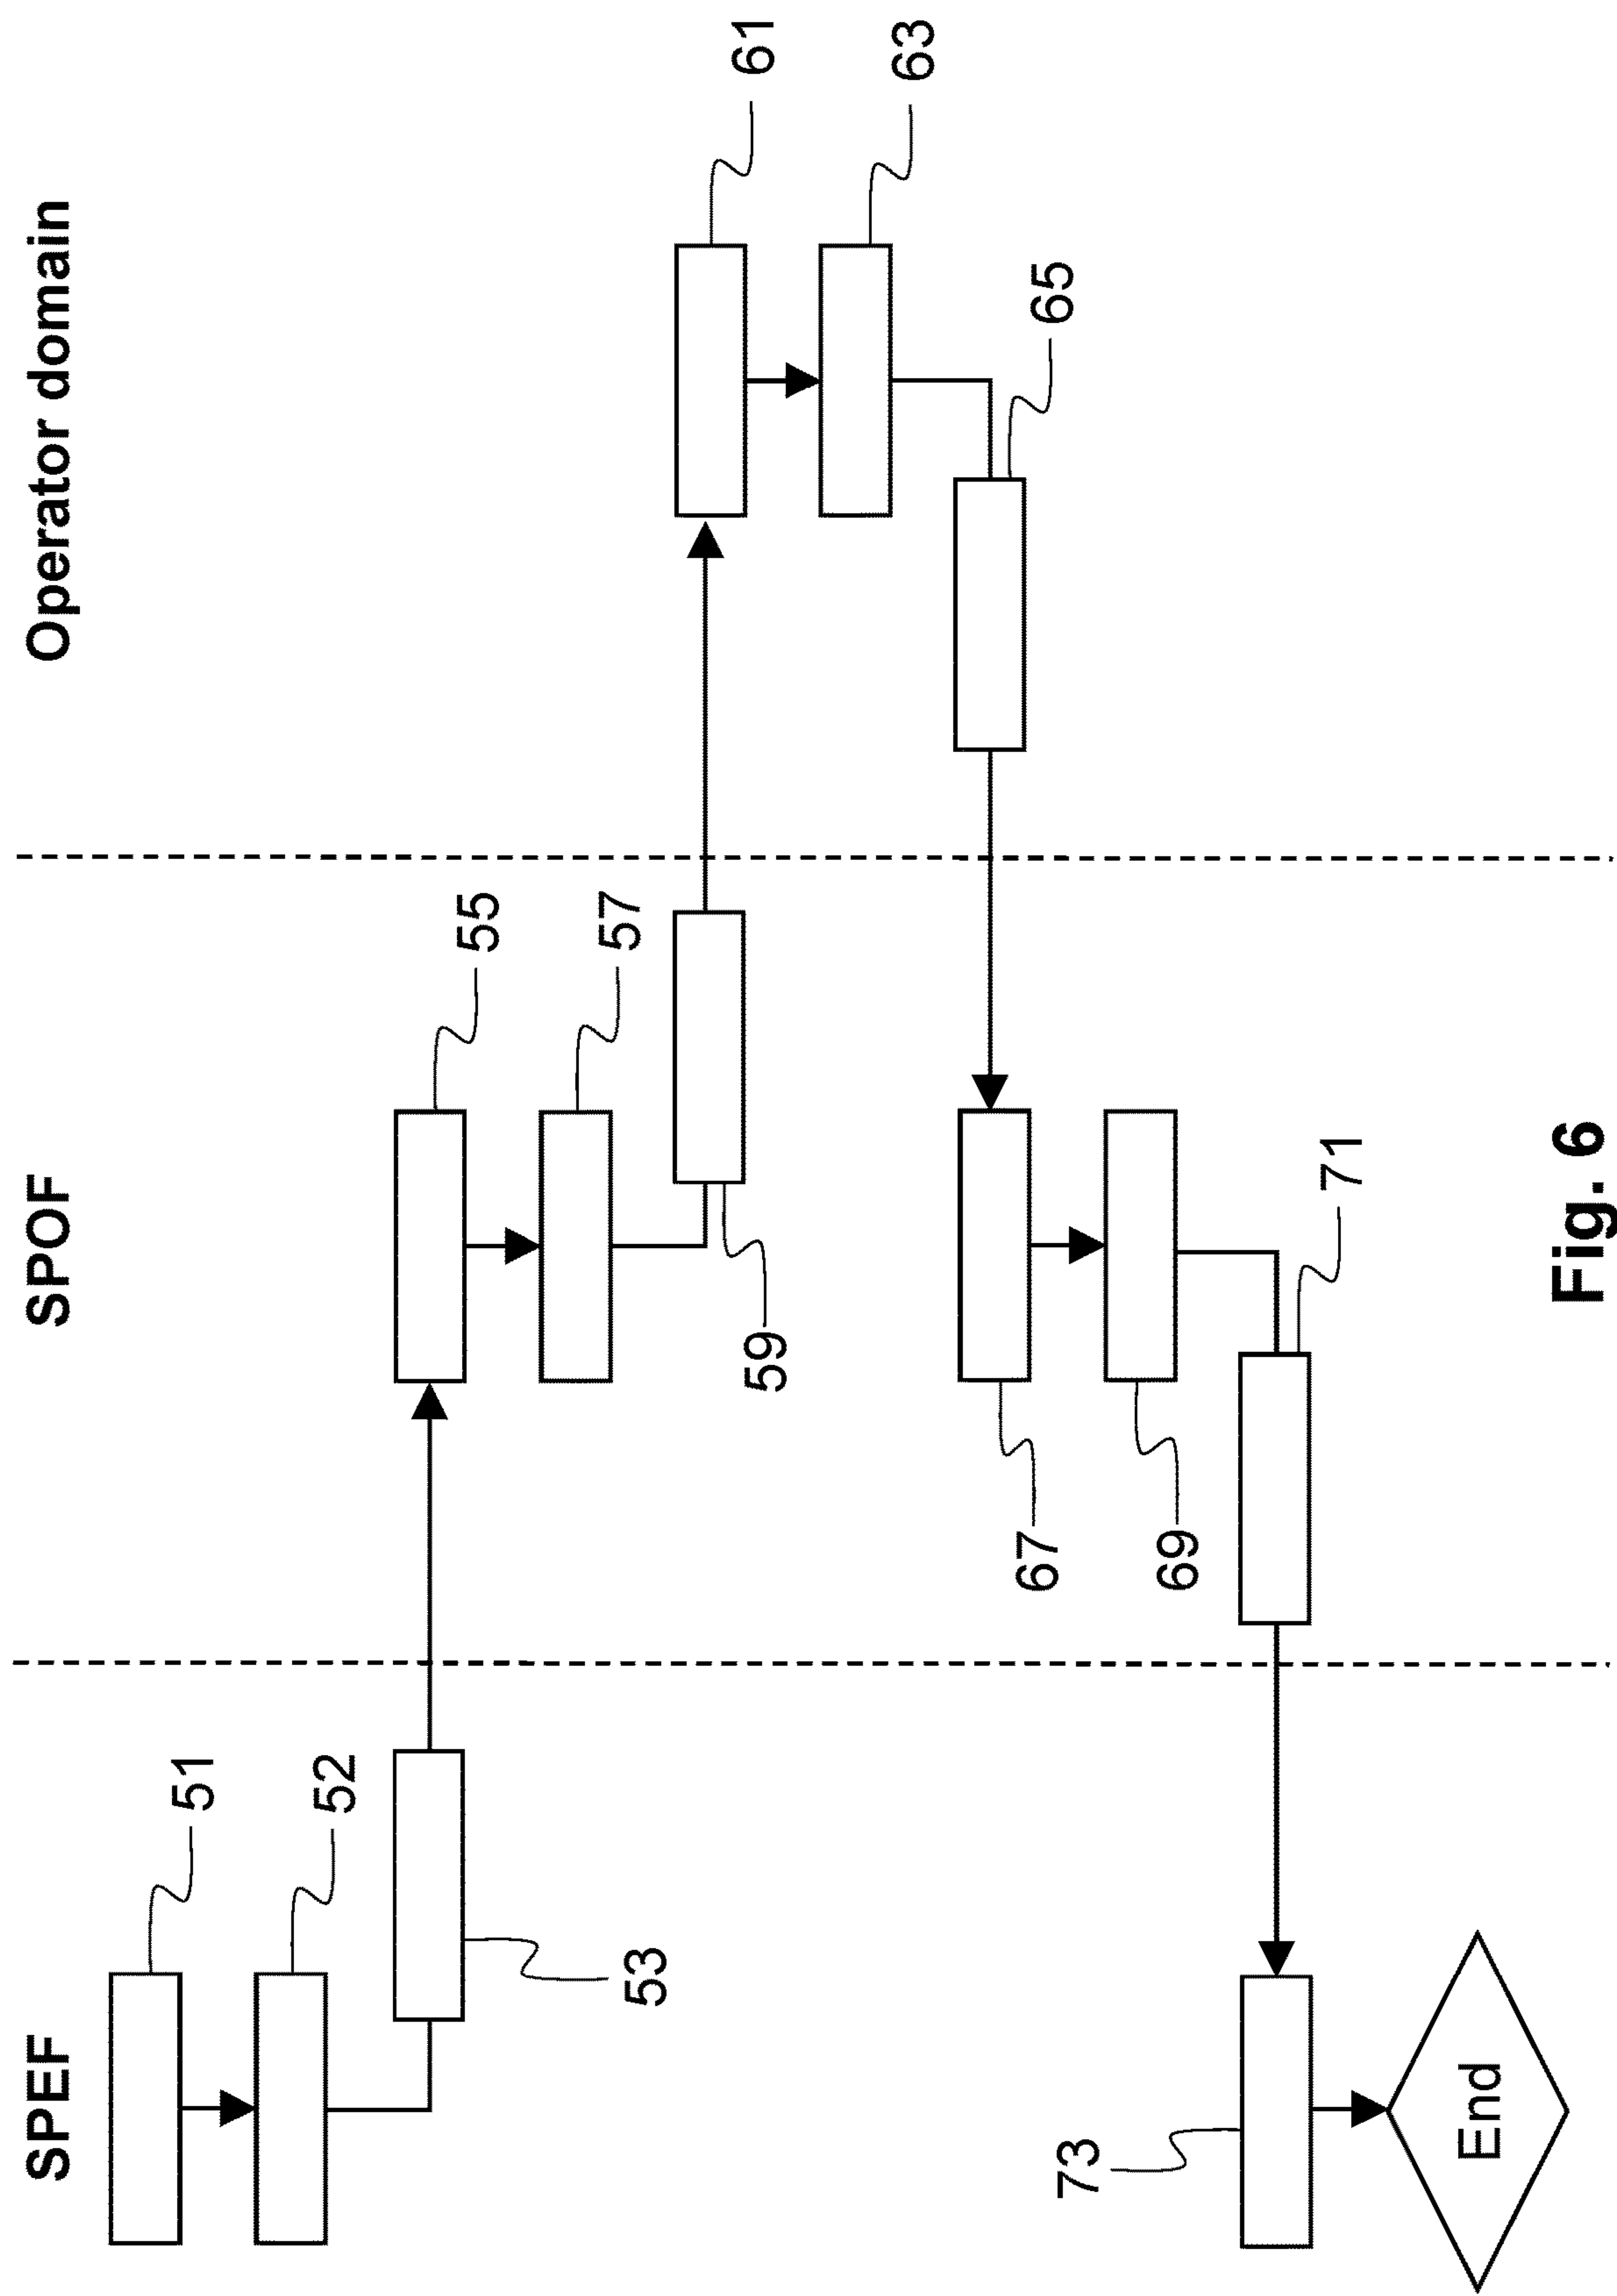 SPEF
SPOF
Operator domain
51
52
53
55
57
59
61
63
65
67
69
71
73
End
Fig. 6